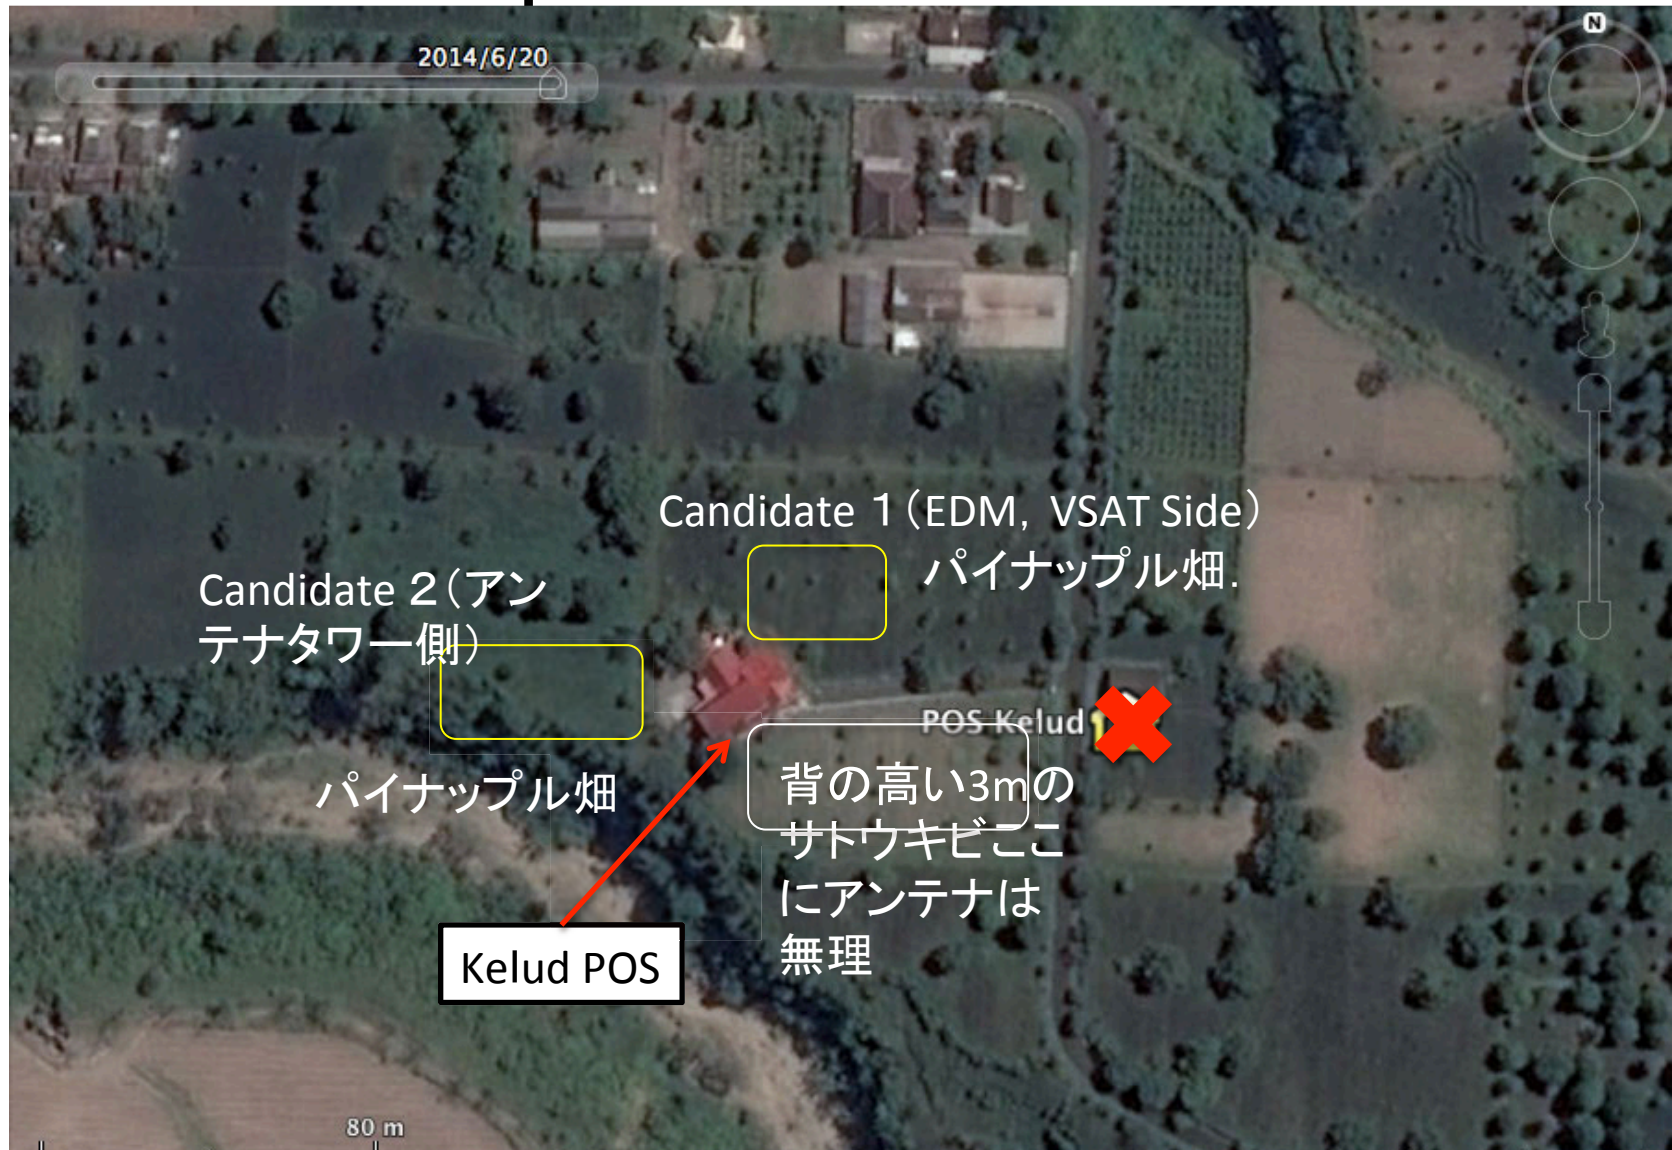 2014/6/20
N
Candidate １（EDM，VSAT Side）
パイナップル畑.
Candidate ２（アン
テナタワー側）
POS Kelud
パイナップル畑
背の高い3mの
サトウキビここ
にアンテナは
無理
Kelud POS
80 m